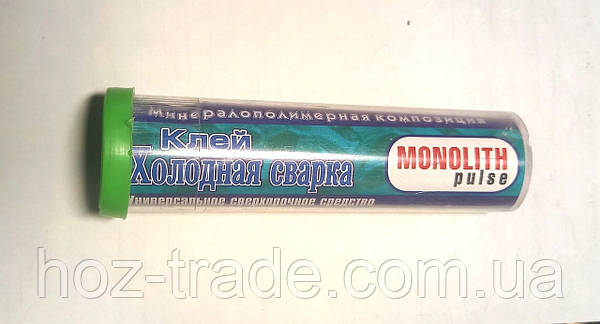 Минералополимерная композиция
Клей
Холодная сварка
MONOLITH
pulse
Универсальное сверхпрочное средство
hoz-trade.com.ua